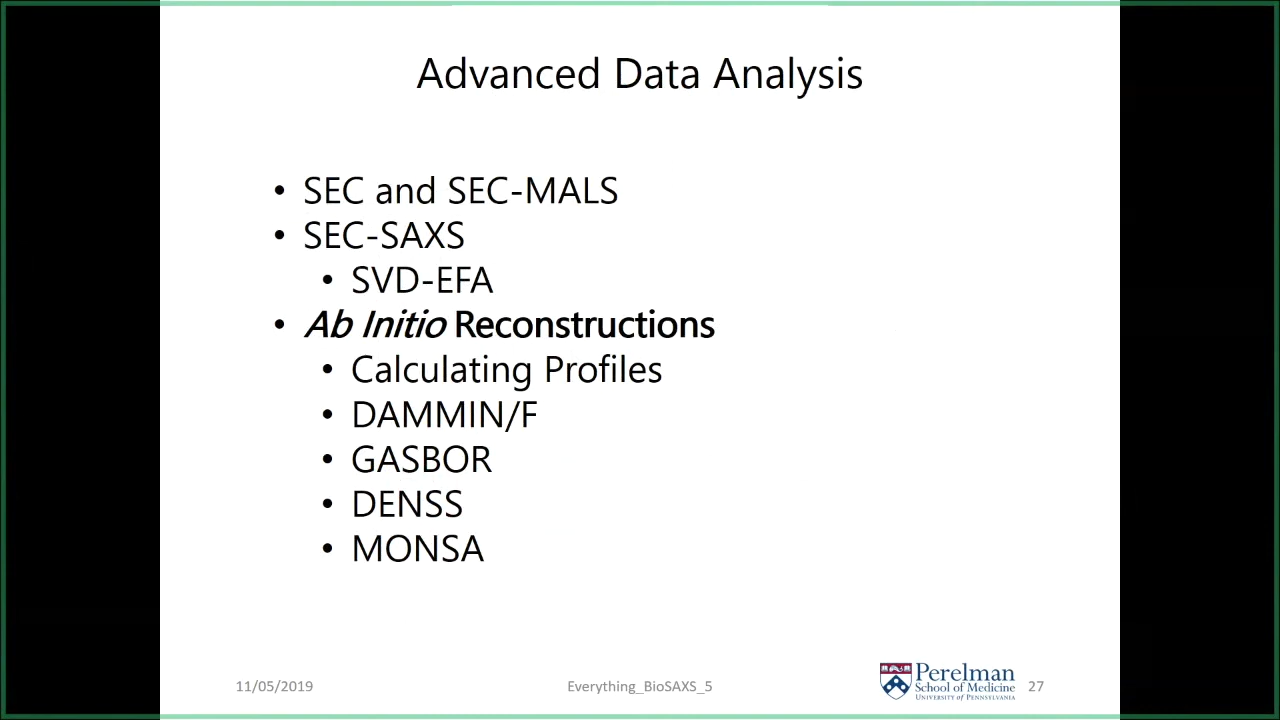 Advanced Data Analysis
• SEC and SEC-MALS
• SEC-SAXS
• SVD-EFA
• Ab Initio Reconstructions
• Calculating Profiles
• DAMMIN/F
• GASBOR
• DENSS
• MONSA
11/05/2019
Everything_BioSAXS_5
Perelman
School of Medicine
University of Pennsylvania
27